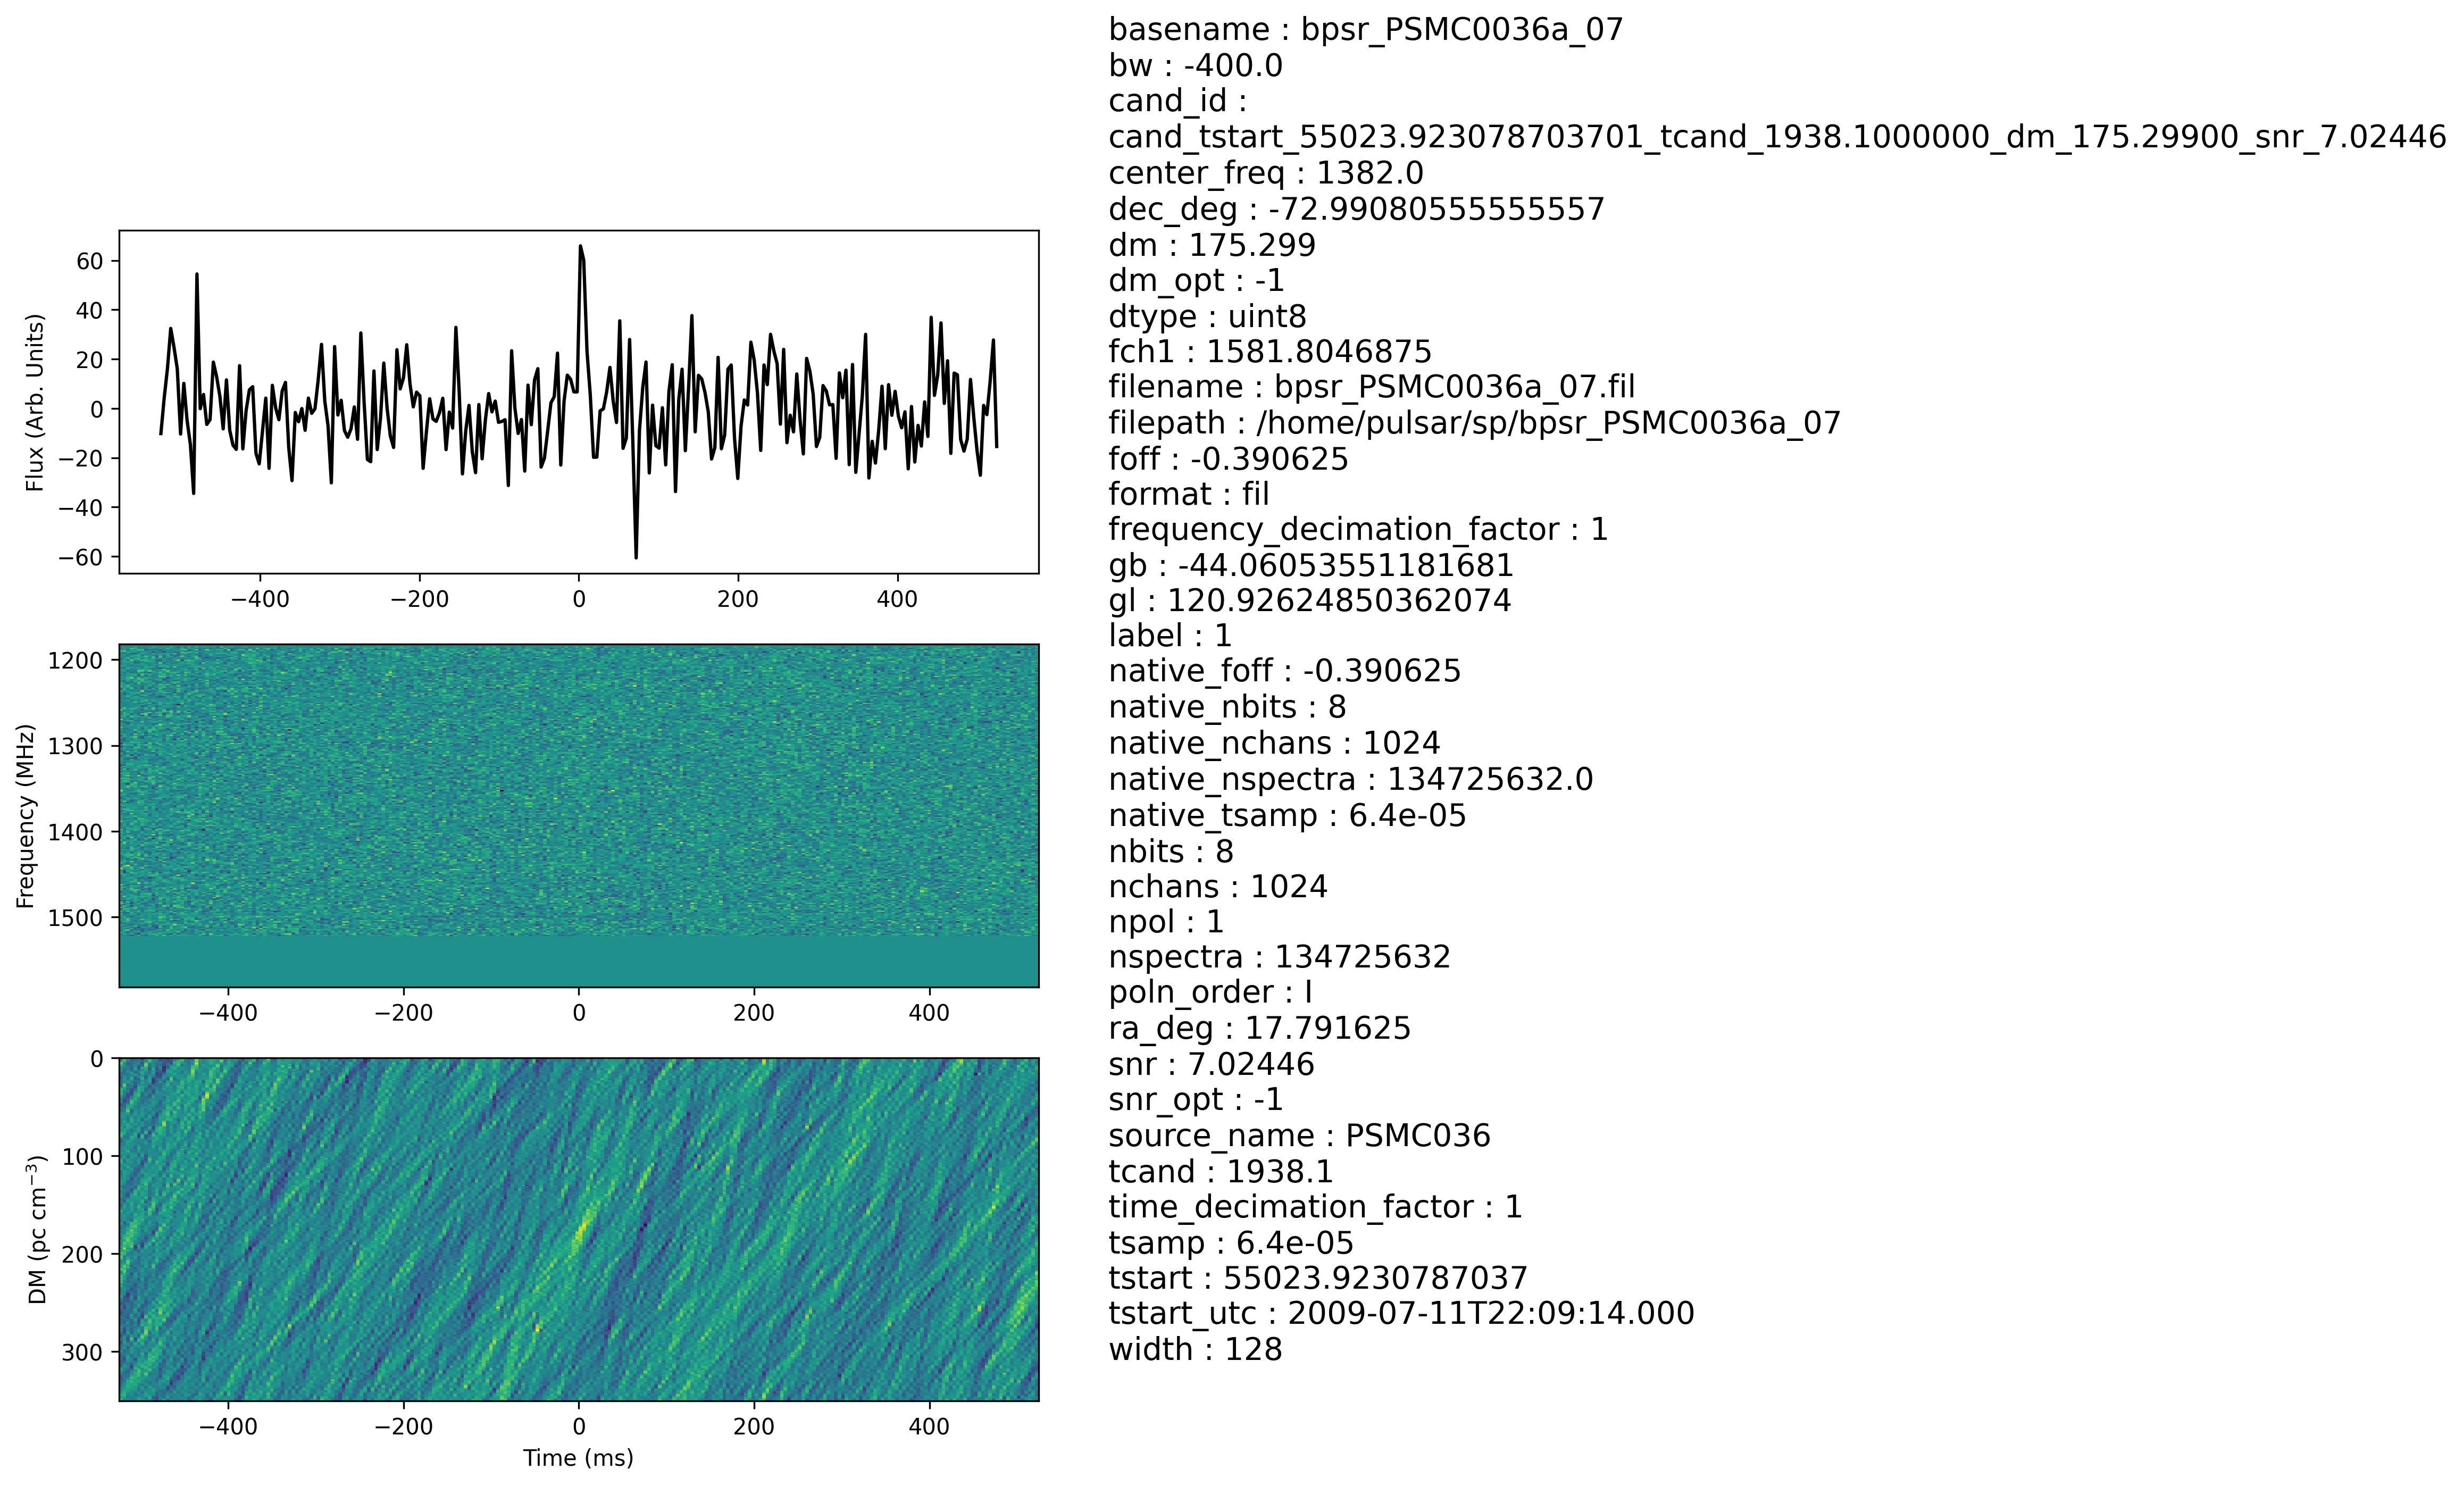 basename : bpsr_PSMC0036a_07
bw : -400.0
cand_id :
cand_tstart_55023.923078703701_tcand_1938.1000000_dm_175.29900_snr_7.02446
center_freq : 1382.0
dec_deg : -72.99080555555557
dm : 175.299
dm_opt : -1
dtype : uint8
fch1 : 1581.8046875
filename : bpsr_PSMC0036a_07.fil
filepath : /home/pulsar/sp/bpsr_PSMC0036a_07
foff : -0.390625
format : fil
frequency_decimation_factor : 1
gb : -44.06053551181681
gl : 120.92624850362074
label : 1
native_foff : -0.390625
native_nbits : 8
native_nchans : 1024
native_nspectra : 134725632.0
native_tsamp : 6.4e-05
nbits : 8
nchans : 1024
npol : 1
nspectra : 134725632
poln_order : I
ra_deg : 17.791625
snr : 7.02446
snr_opt : -1
source_name : PSMC036
tcand : 1938.1
time_decimation_factor : 1
tsamp : 6.4e-05
tstart : 55023.9230787037
tstart_utc : 2009-07-11T22:09:14.000
width : 128
Flux (Arb. Units)
60
40
20
0
−20
−40
−60
−400 −200 0 200 400
Frequency (MHz)
1200
1300
1400
1500
−400 −200 0 200 400
DM (pc cm⁻³)
0
100
200
300
−400 −200 0 200 400
Time (ms)